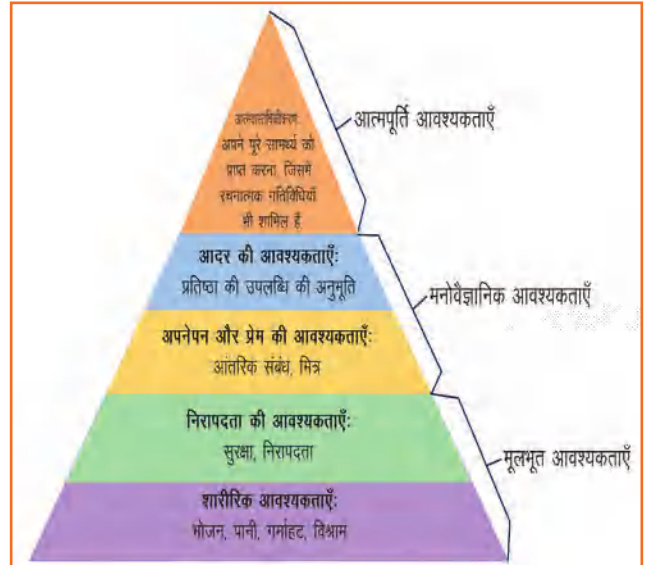 आत्मवास्तवीकरण:
अपने पूरे सामर्थ्य को
प्राप्त करना, जिसमें
रचनात्मक गतिविधियाँ
भी शामिल हैं
आत्मपूर्ति आवश्यकताएँ
आदर की आवश्यकताएँ:
प्रतिष्ठा की उपलब्धि की अनुमूति
मनोवैज्ञानिक आवश्यकताएँ
अपनेपन और प्रेम की आवश्यकताएँ:
आंतरिक संबंध, मित्र
निरापदता की आवश्यकताएँ:
सुरक्षा, निरापदता
मूलभूत आवश्यकताएँ
शारीरिक आवश्यकताएँ:
भोजन, पानी, गर्माहट, विश्राम